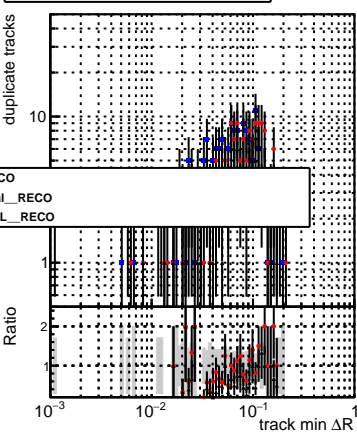 duplicate tracks
10
CO
I__RECO
L__RECO
1
Ratio
2
1
10⁻³ 10⁻² 10⁻¹ 1
track min ΔR